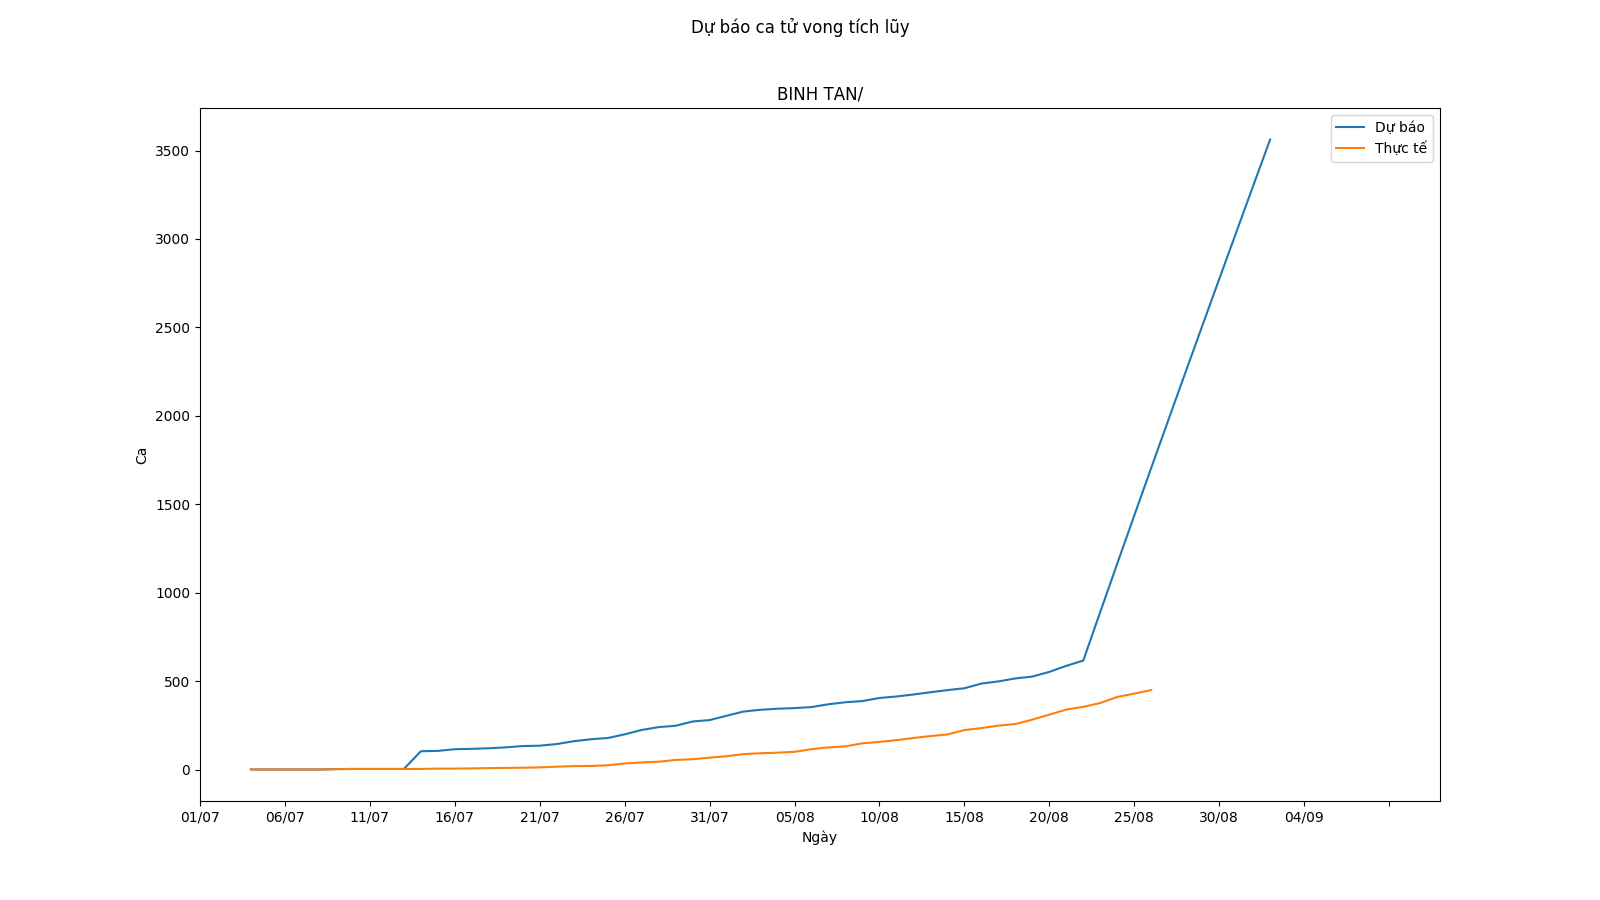 Dự báo ca tử vong tích lũy
BINH TAN/
Dự báo
Thực tế
3500
3000
2500
2000
1500
1000
500
0
Ca
01/07 06/07 11/07 16/07 21/07 26/07 31/07 05/08 10/08 15/08 20/08 25/08 30/08 04/09
Ngày